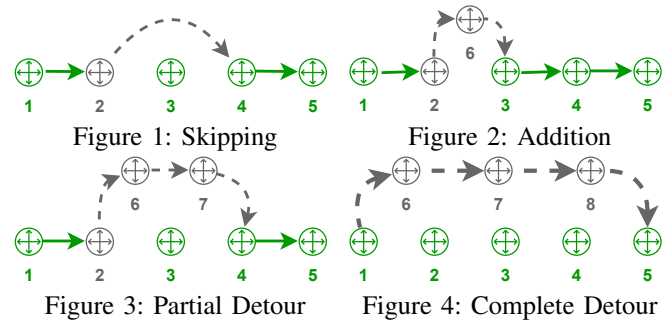 6
1 2 3 4 5
1 2 3 4 5
Figure 1: Skipping
Figure 2: Addition
6 7
6 7 8
1 2 3 4 5
1 2 3 4 5
Figure 3: Partial Detour
Figure 4: Complete Detour